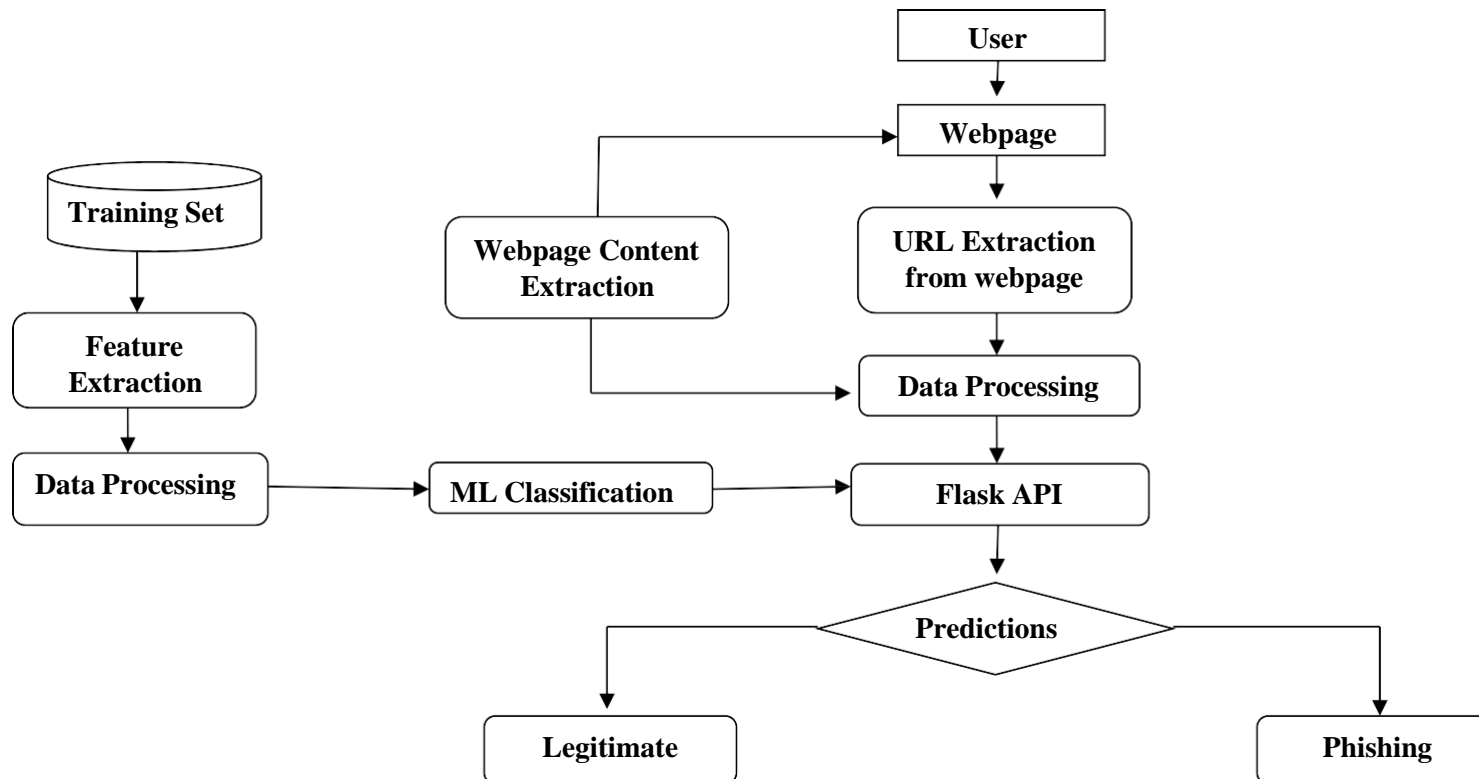 User
Webpage
Training Set
Webpage Content
Extraction
URL Extraction
from webpage
Feature
Extraction
Data Processing
Data Processing
ML Classification
Flask API
Predictions
Legitimate
Phishing